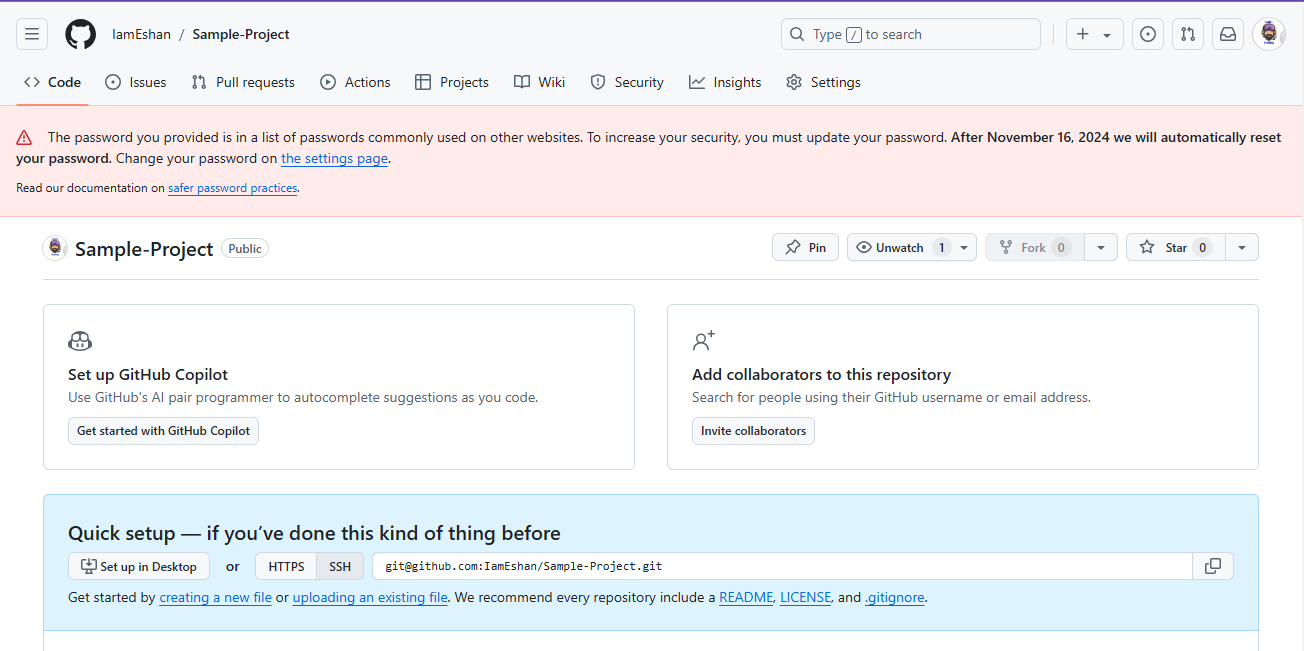 IamEshan / Sample-Project
Type / to search
Code Issues Pull requests Actions Projects Wiki Security Insights Settings
The password you provided is in a list of passwords commonly used on other websites. To increase your security, you must update your password. After November 16, 2024 we will automatically reset
your password. Change your password on the settings page.
Read our documentation on safer password practices.
Sample-Project Public
Pin Unwatch 1 Fork 0 Star 0
Set up GitHub Copilot
Use GitHub's AI pair programmer to autocomplete suggestions as you code.
Get started with GitHub Copilot
Add collaborators to this repository
Search for people using their GitHub username or email address.
Invite collaborators
Quick setup — if you’ve done this kind of thing before
Set up in Desktop or HTTPS SSH git@github.com:IamEshan/Sample-Project.git
Get started by creating a new file or uploading an existing file. We recommend every repository include a README, LICENSE, and .gitignore.